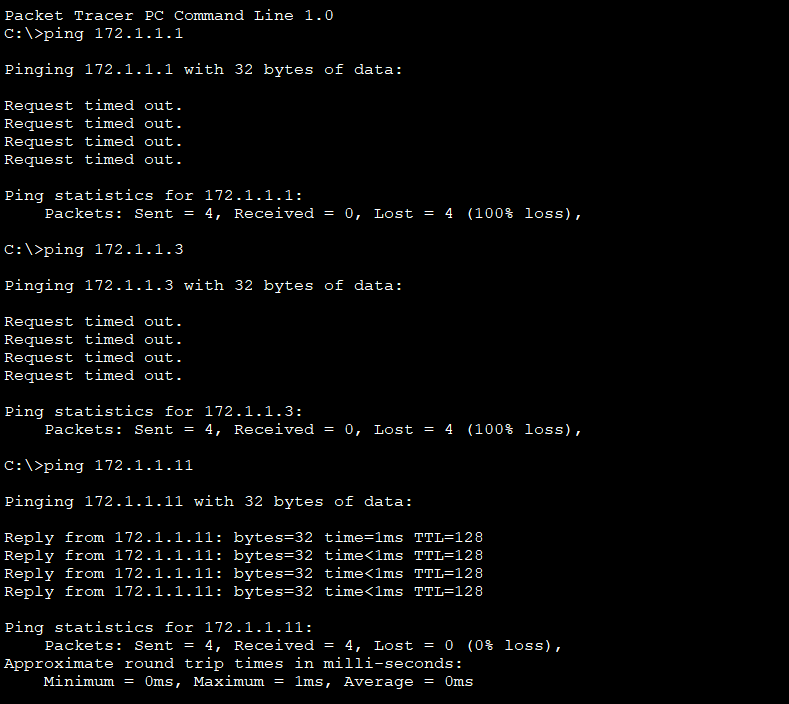 Packet Tracer PC Command Line 1.0
C:\>ping 172.1.1.1
Pinging 172.1.1.1 with 32 bytes of data:
Request timed out.
Request timed out.
Request timed out.
Request timed out.
Ping statistics for 172.1.1.1:
Packets: Sent = 4, Received = 0, Lost = 4 (100% loss),
C:\>ping 172.1.1.3
Pinging 172.1.1.3 with 32 bytes of data:
Request timed out.
Request timed out.
Request timed out.
Request timed out.
Ping statistics for 172.1.1.3:
Packets: Sent = 4, Received = 0, Lost = 4 (100% loss),
C:\>ping 172.1.1.11
Pinging 172.1.1.11 with 32 bytes of data:
Reply from 172.1.1.11: bytes=32 time=1ms TTL=128
Reply from 172.1.1.11: bytes=32 time<1ms TTL=128
Reply from 172.1.1.11: bytes=32 time<1ms TTL=128
Reply from 172.1.1.11: bytes=32 time<1ms TTL=128
Ping statistics for 172.1.1.11:
Packets: Sent = 4, Received = 4, Lost = 0 (0% loss),
Approximate round trip times in milli-seconds:
Minimum = 0ms, Maximum = 1ms, Average = 0ms